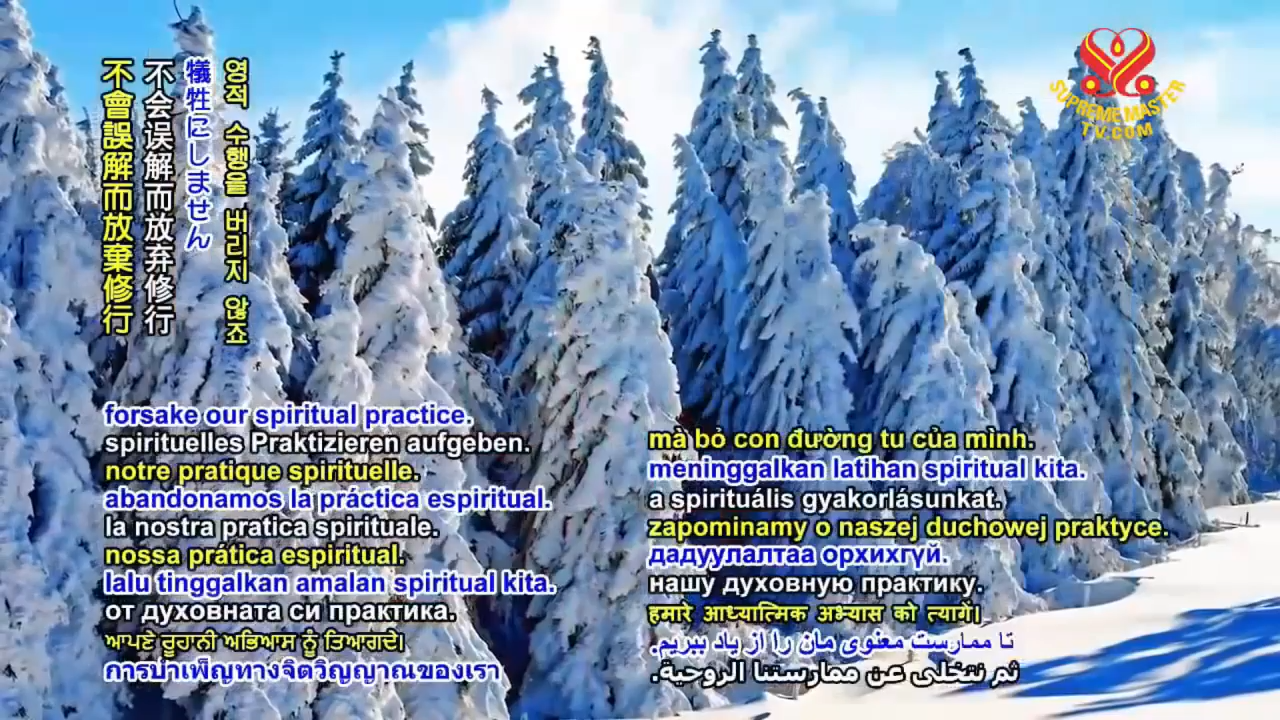 不會誤解而放棄修行
不会误解而放弃修行
犠牲にしません
영적 수행을 버리지 않죠
SUPREME MASTER
TV.COM
forsake our spiritual practice.
spirituelles Praktizieren aufgeben.
notre pratique spirituelle.
abandonamos la práctica espiritual.
la nostra pratica spirituale.
nossa prática espiritual.
lalu tinggalkan amalan spiritual kita.
от духовната си практика.
ਆਪਣੇ ਰੂਹਾਨੀ ਅਭਿਆਸ ਨੂੰ ਤਿਆਗਦੇ।
การบำเพ็ญทางจิตวิญญาณของเรา
mà bỏ con đường tu của mình.
meninggalkan latihan spiritual kita.
a spirituális gyakorlásunkat.
zapominamy o naszej duchowej praktyce.
дадуулалтаа орхихгүй.
нашу духовную практику.
हमारे आध्यात्मिक अभ्यास को त्यागें।
تا ممارست معنوی مان را از یاد ببریم.
ثم نتخلى عن ممارستنا الروحية.